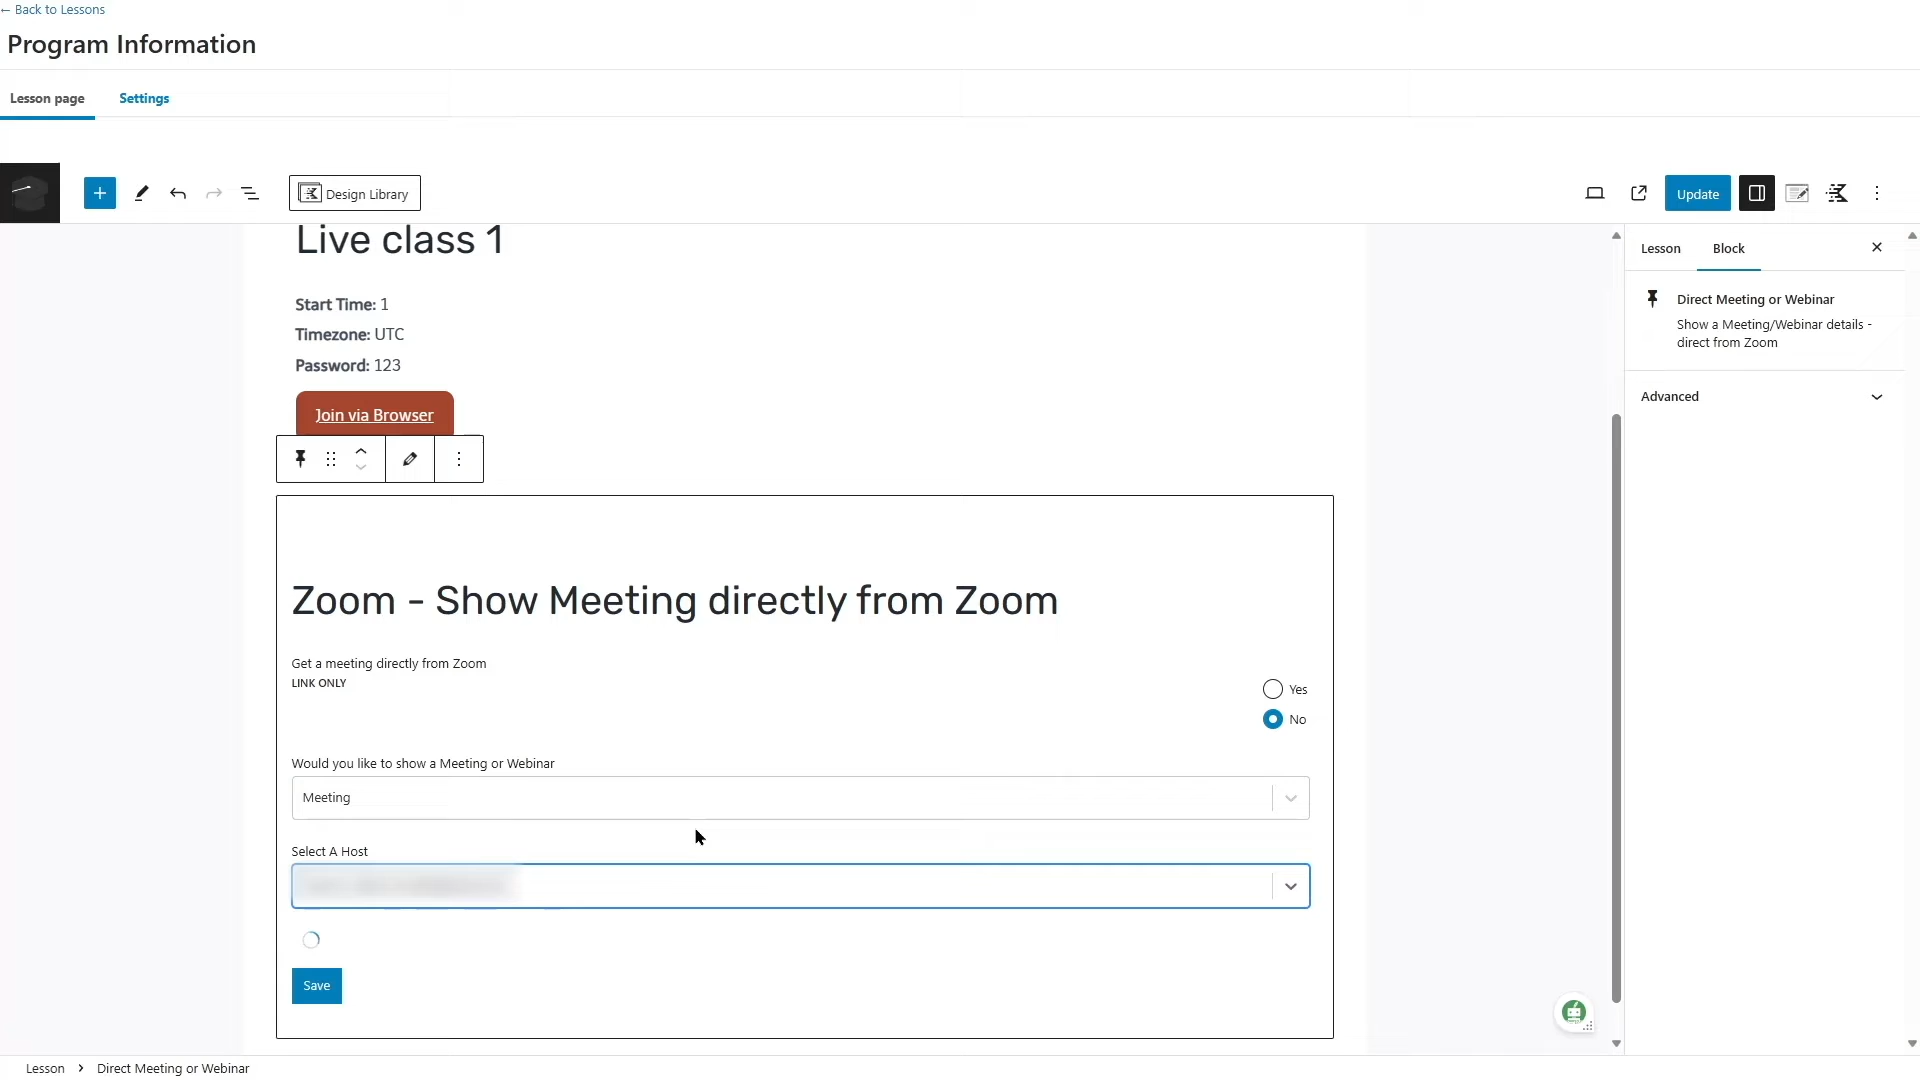 ← Back to Lessons
Program Information
Lesson page
Settings
Design Library
Update
Live class 1
Start Time: 1
Timezone: UTC
Password: 123
Join via Browser
Zoom - Show Meeting directly from Zoom
Get a meeting directly from Zoom
LINK ONLY
Yes
No
Would you like to show a Meeting or Webinar
Meeting
Select A Host
Save
Lesson
Block
Direct Meeting or Webinar
Show a Meeting/Webinar details -
direct from Zoom
Advanced
Lesson
Direct Meeting or Webinar